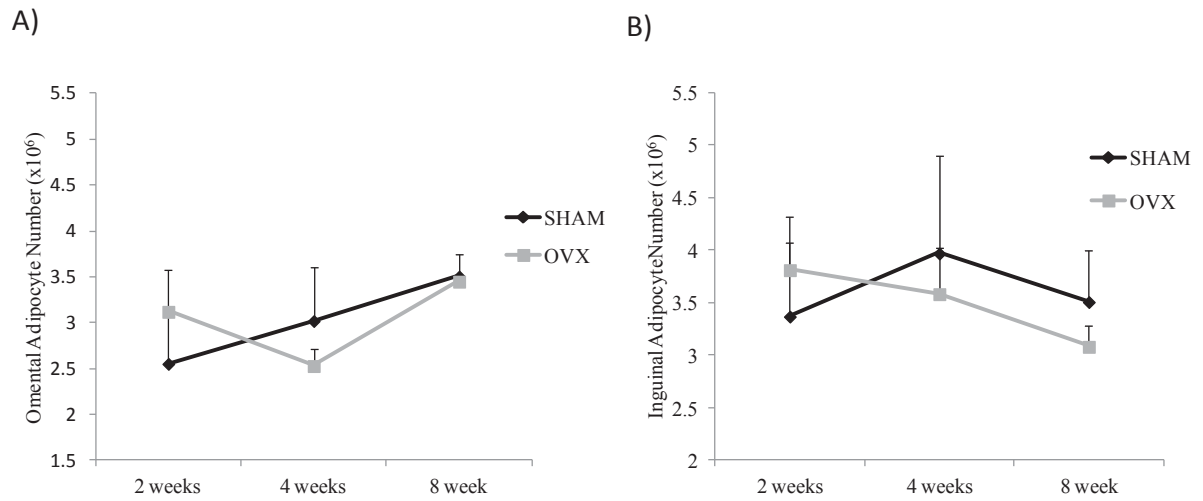 A)
Omental Adipocyte Number (x10⁶)
5.5
5
4.5
4
3.5
3
2.5
2
1.5
2 weeks 4 weeks 8 week
SHAM
OVX
B)
Inguinal AdipocyteNumber (x10⁶)
5.5
5
4.5
4
3.5
3
2.5
2
2 weeks 4 weeks 8 week
SHAM
OVX